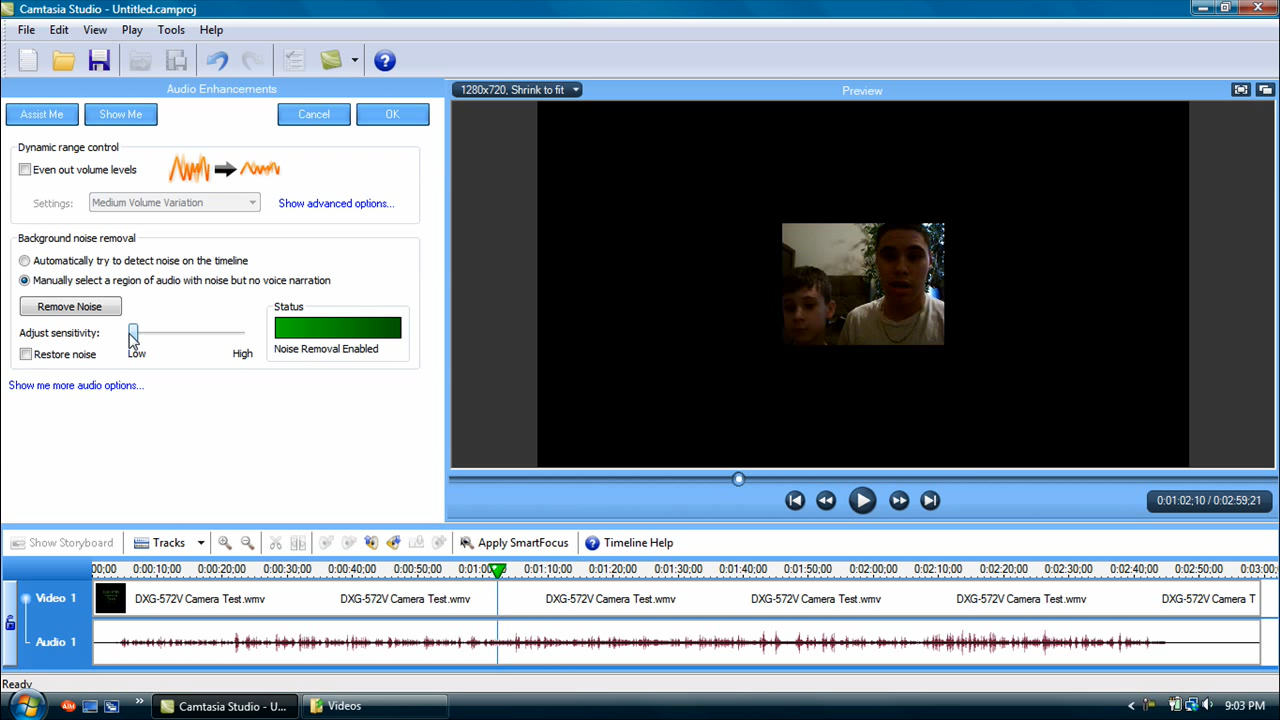 Camtasia Studio - Untitled.camproj
File Edit View Play Tools Help
Audio Enhancements
1280x720, Shrink to fit
Preview
Assist Me Show Me Cancel OK
Dynamic range control
Even out volume levels
Settings: Medium Volume Variation Show advanced options...
Background noise removal
Automatically try to detect noise on the timeline
Manually select a region of audio with noise but no voice narration
Remove Noise
Status
Adjust sensitivity:
Noise Removal Enabled
Restore noise Low High
Show me more audio options...
0:01:02;10 / 0:02:59;21
Show Storyboard Tracks Apply SmartFocus Timeline Help
00;00 0:00:10;00 0:00:20;00 0:00:30;00 0:00:40;00 0:00:50;00 0:01:00 0:01:10;00 0:01:20;00 0:01:30;00 0:01:40;00 0:01:50;00 0:02:00;00 0:02:10;00 0:02:20;00 0:02:30;00 0:02:40;00 0:02:50;00 0:03:00;
Video 1 DXG-572V Camera Test.wmv DXG-572V Camera Test.wmv DXG-572V Camera Test.wmv DXG-572V Camera Test.wmv DXG-572V Camera Test.wmv DXG-572V Camera T
Audio 1
Ready
Camtasia Studio - U... Videos 9:03 PM